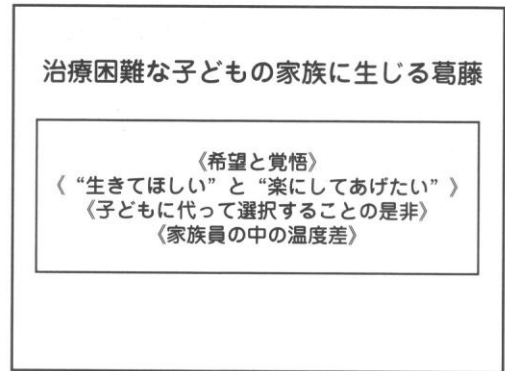 治療困難な子どもの家族に生じる葛藤
《希望と覚悟》
《 “生きてほしい” と “楽にしてあげたい” 》
《子どもに代って選択することの是非》
《家族員の中の温度差》